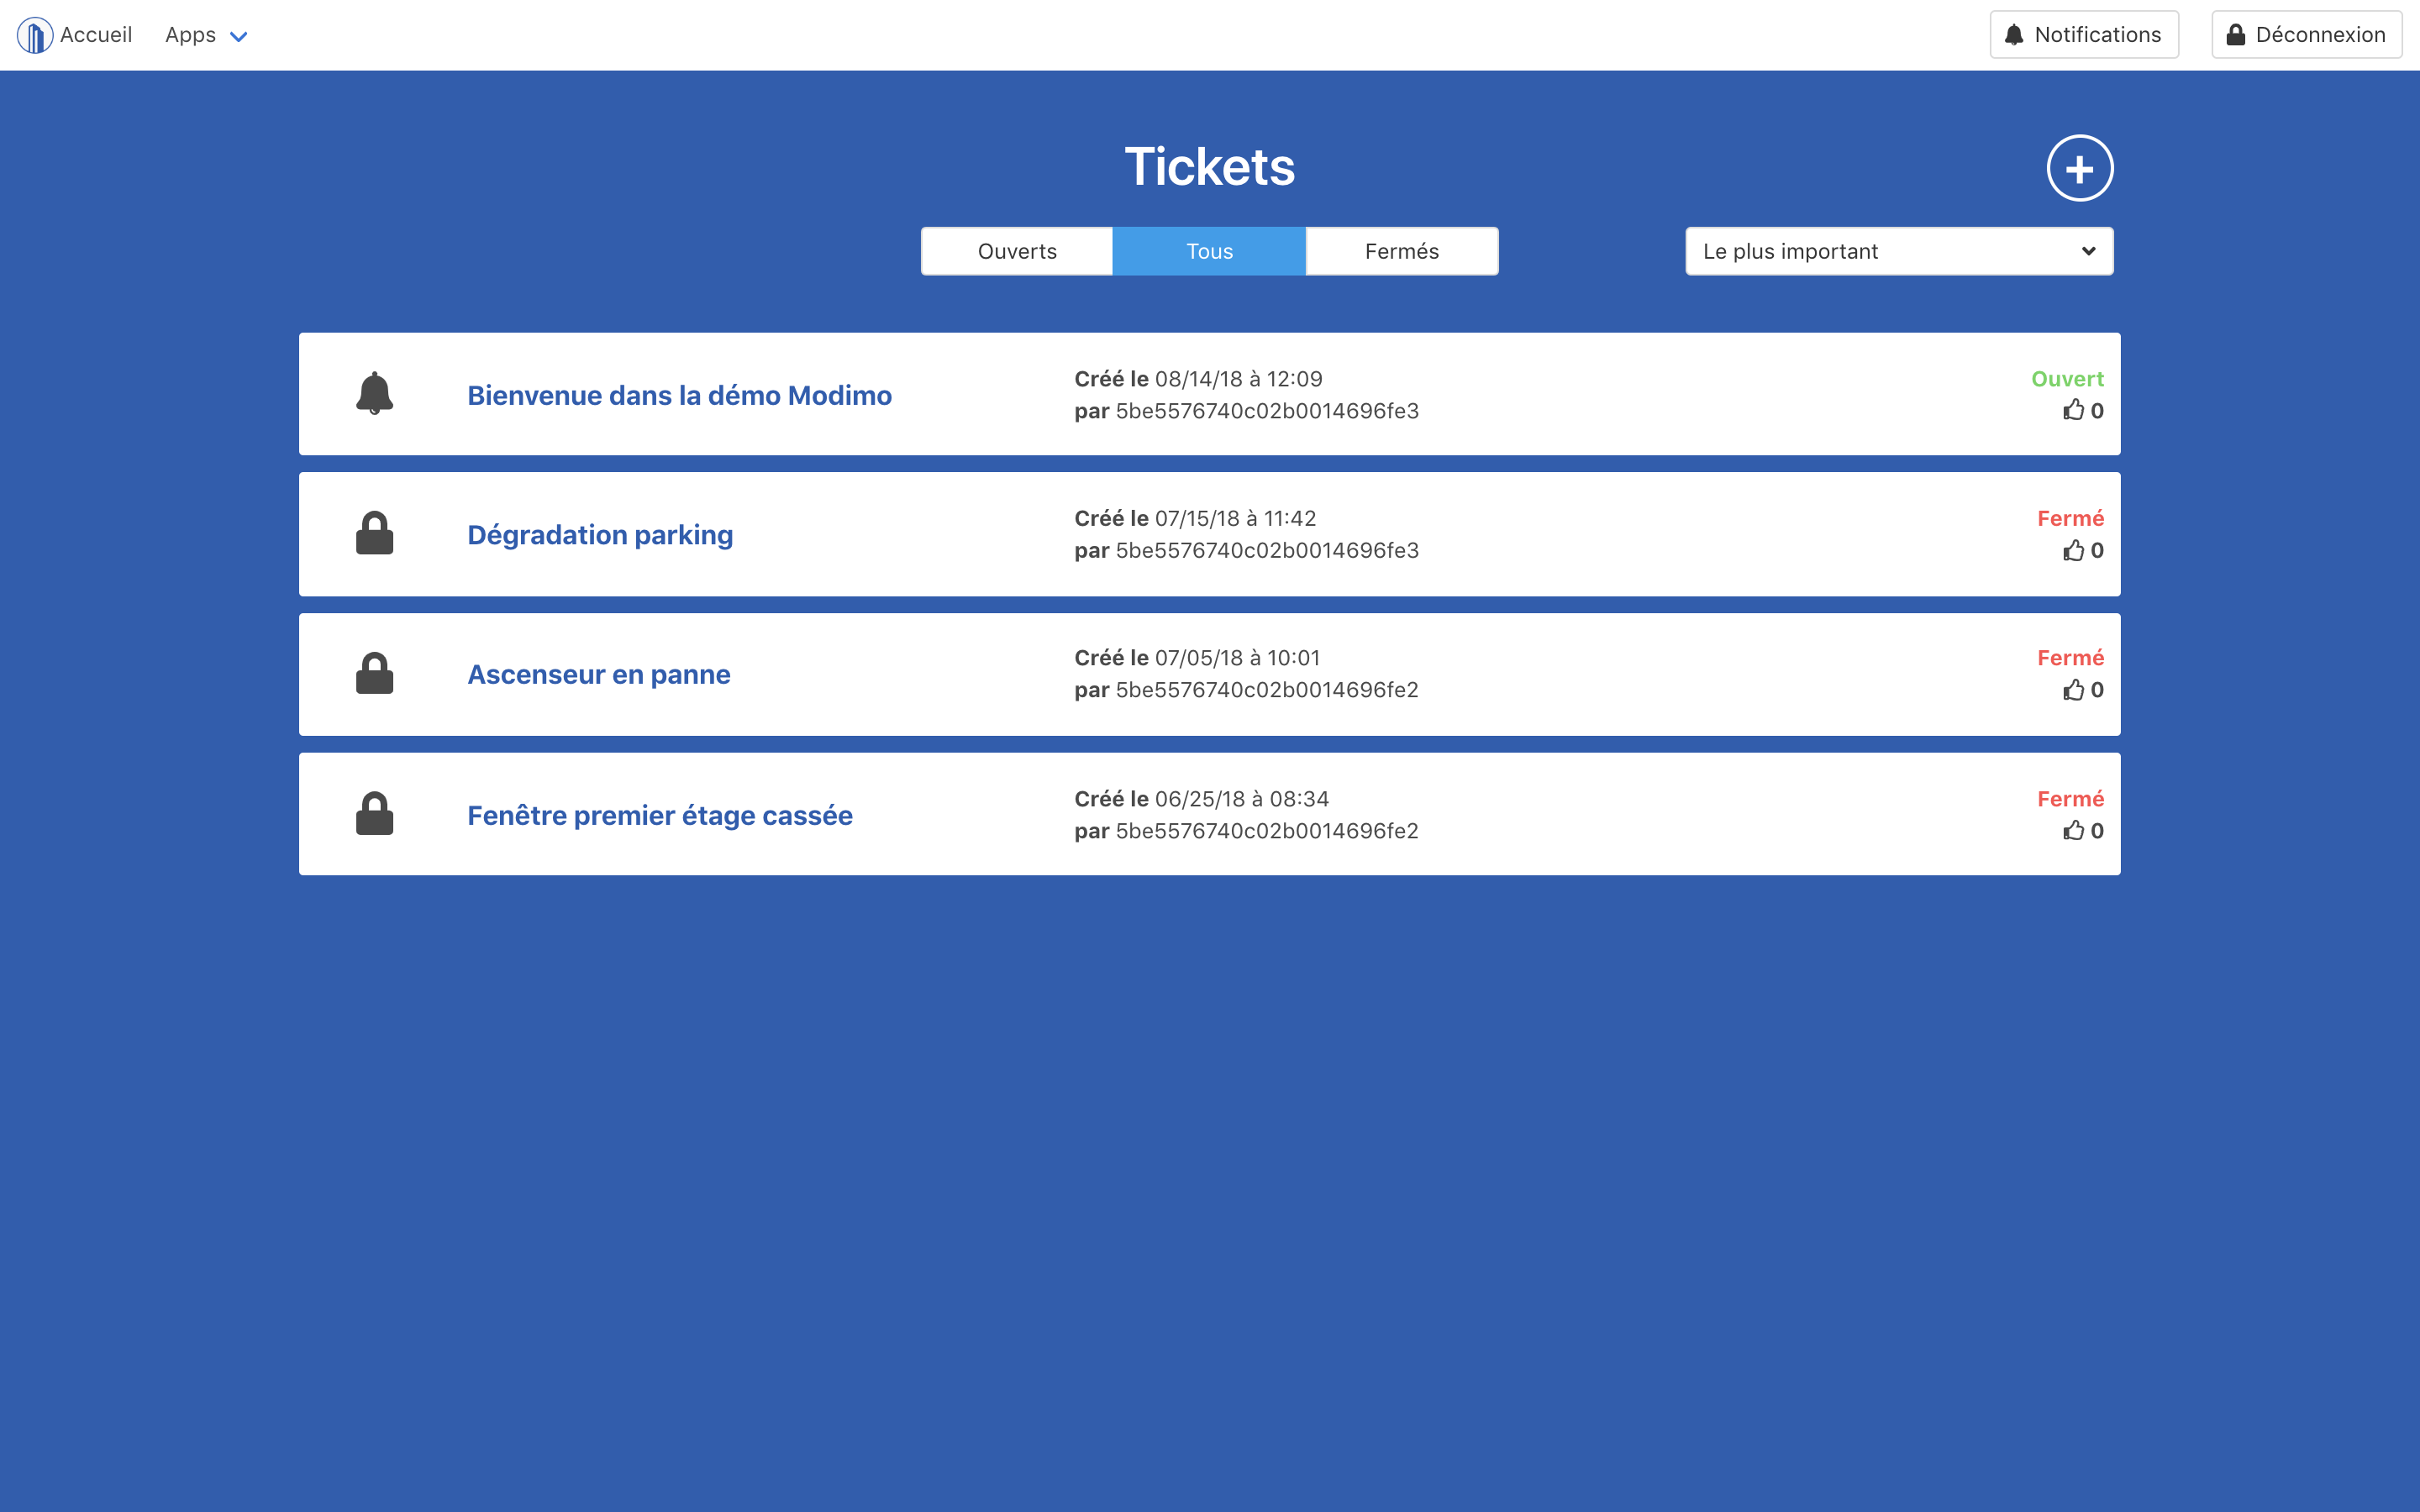 Accueil Apps Notifications Déconnexion
Tickets
Ouverts Tous Fermés Le plus important
Bienvenue dans la démo Modimo
Créé le 08/14/18 à 12:09
par 5be5576740c02b0014696fe3
Ouvert
0
Dégradation parking
Créé le 07/15/18 à 11:42
par 5be5576740c02b0014696fe3
Fermé
0
Ascenseur en panne
Créé le 07/05/18 à 10:01
par 5be5576740c02b0014696fe2
Fermé
0
Fenêtre premier étage cassée
Créé le 06/25/18 à 08:34
par 5be5576740c02b0014696fe2
Fermé
0